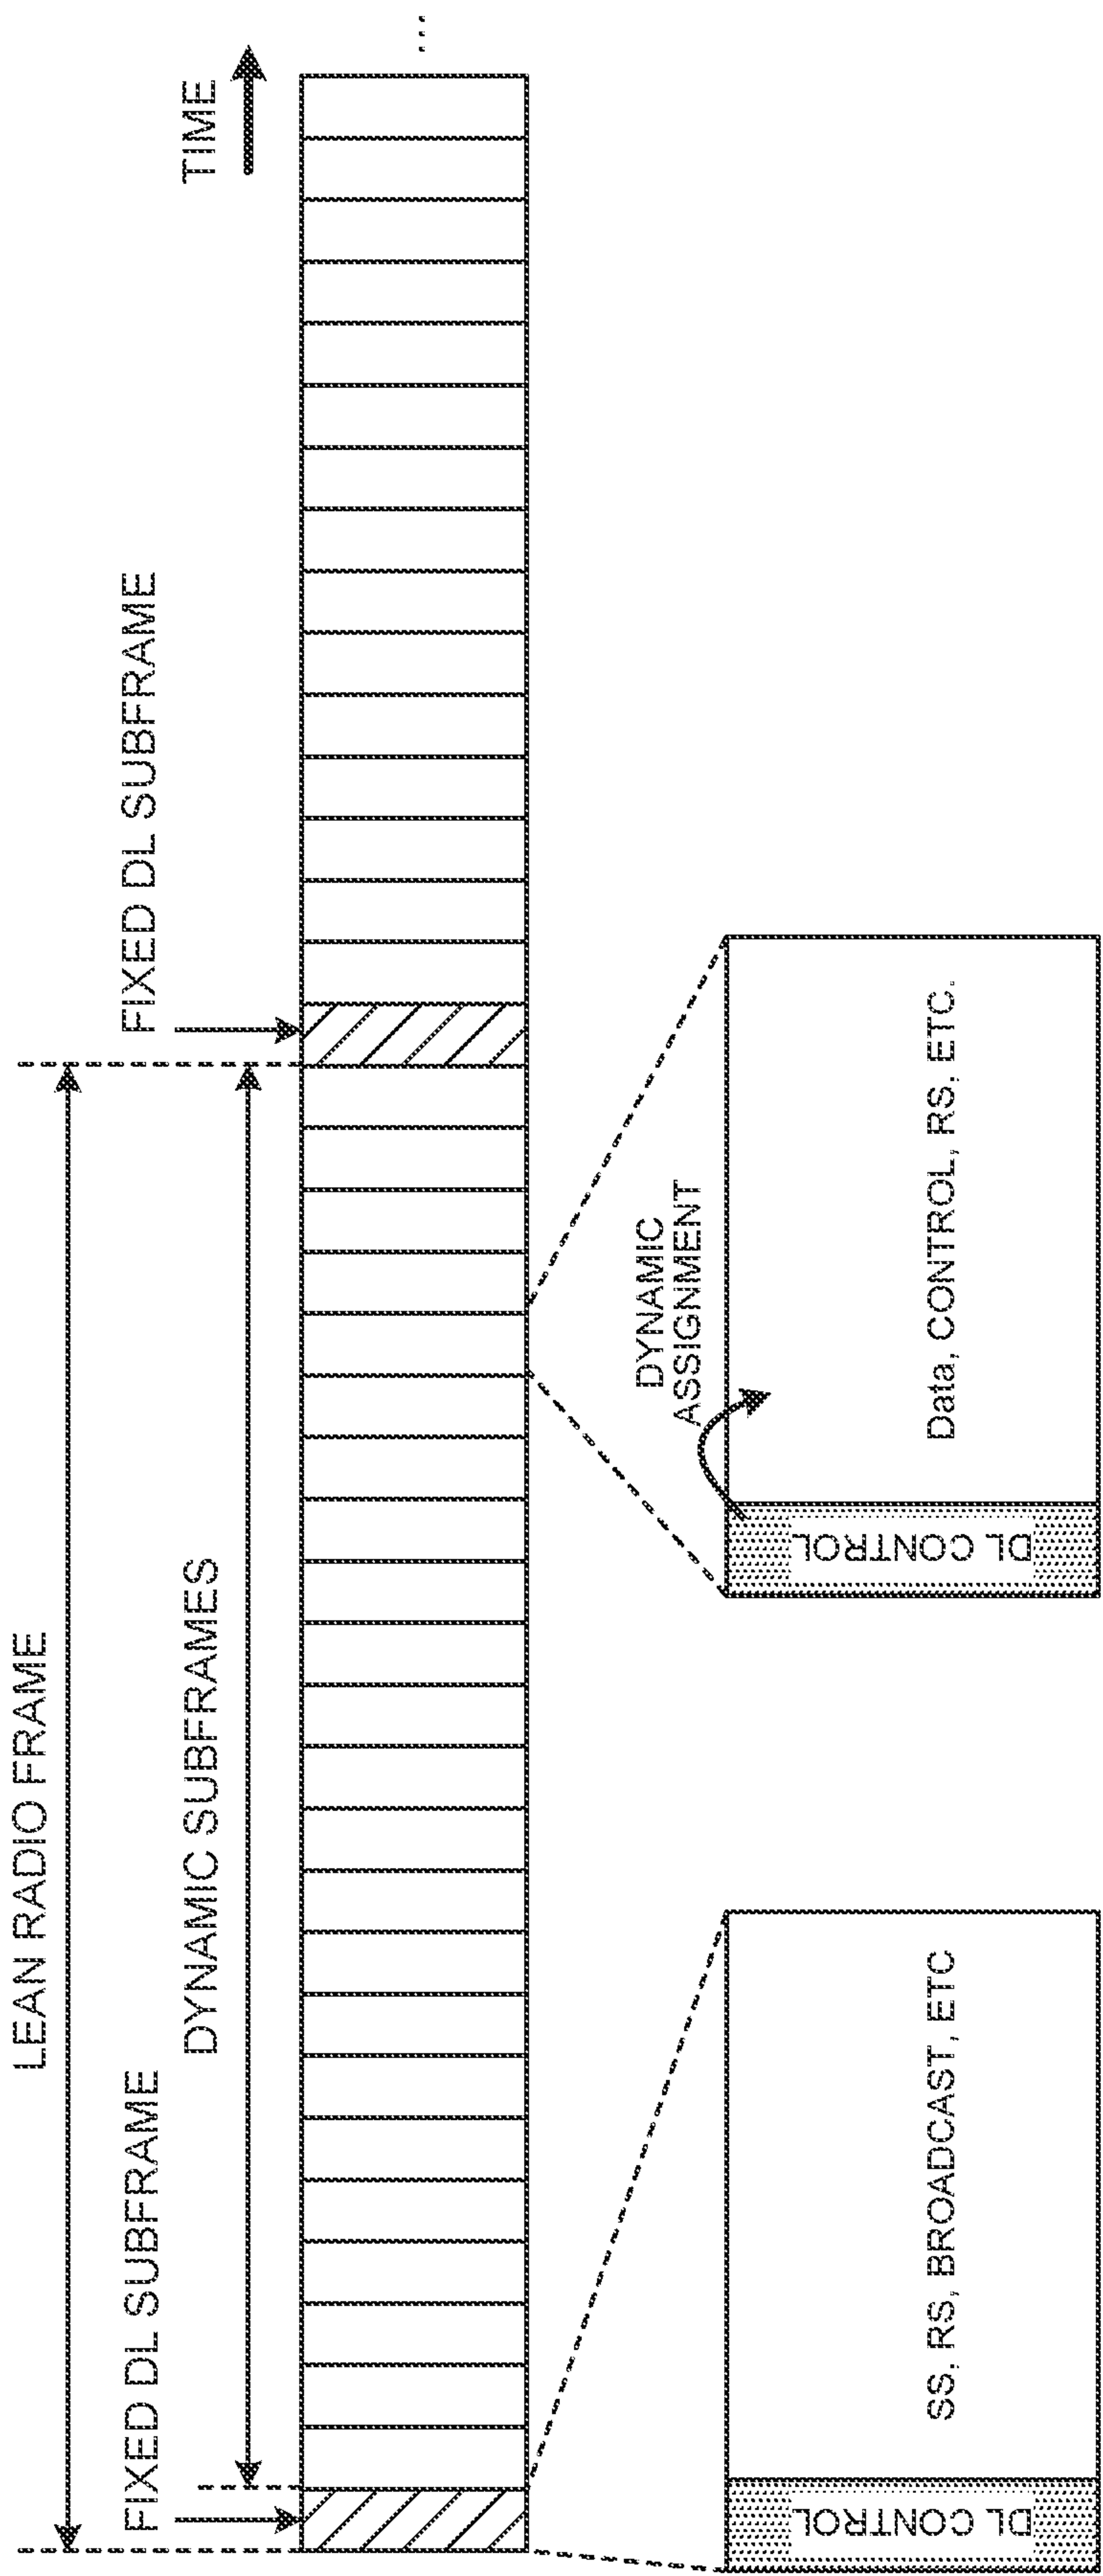 LEAN RADIO FRAME
FIXED DL SUBFRAME
FIXED DL SUBFRAME
DYNAMIC SUBFRAMES
TIME
...
DYNAMIC
ASSIGNMENT
DL CONTROL
SS, RS, BROADCAST, ETC
DL CONTROL
Data, CONTROL, RS, ETC.